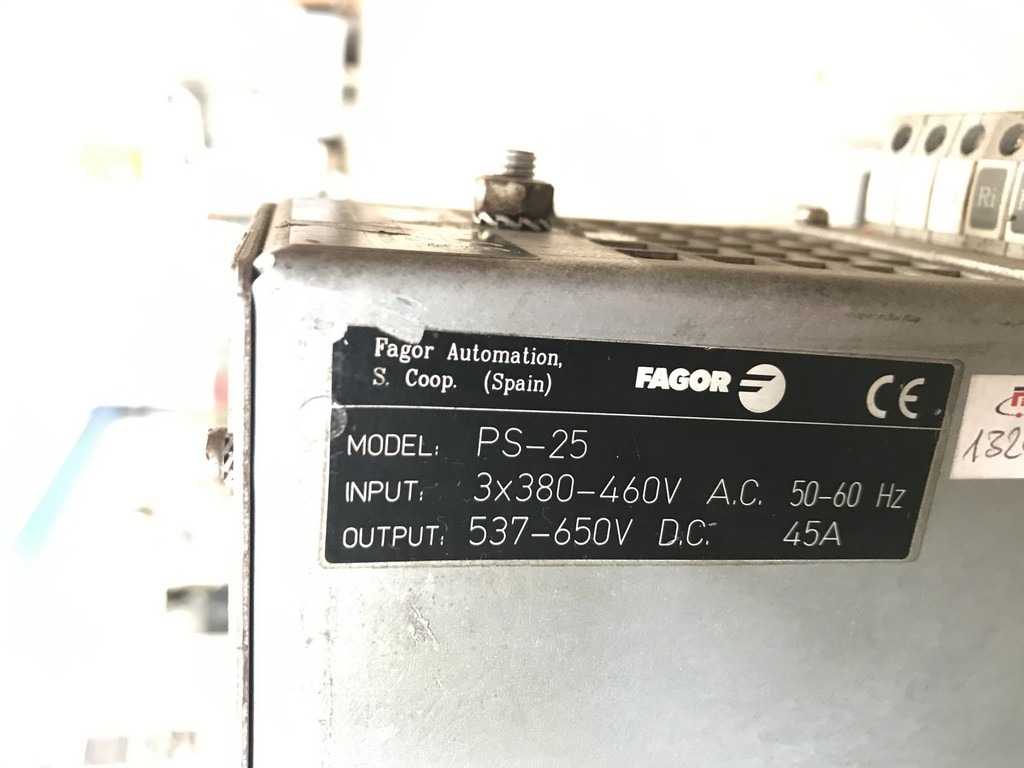 Ri
Fagor Automation,
S. Coop. (Spain)
FAGOR
CE
MODEL: PS-25
INPUT: 3x380-460V A.C. 50-60 Hz
OUTPUT: 537-650V D.C. 45A